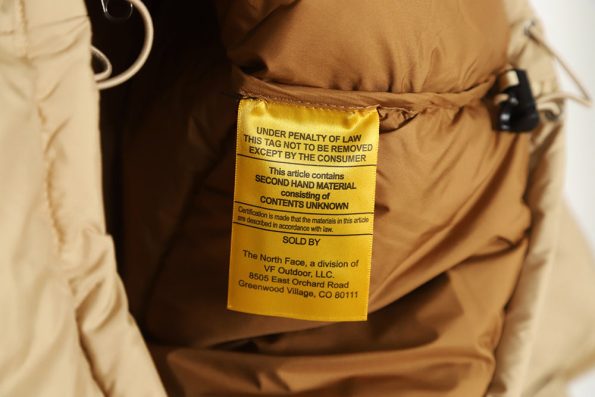 UNDER PENALTY OF LAW
THIS TAG NOT TO BE REMOVED
EXCEPT BY THE CONSUMER
This article contains
SECOND HAND MATERIAL
consisting of
CONTENTS UNKNOWN
Certification is made that the materials in this article
are described in accordance with law.
SOLD BY
The North Face, a division of
VF Outdoor, LLC.
8505 East Orchard Road
Greenwood Village, CO 80111